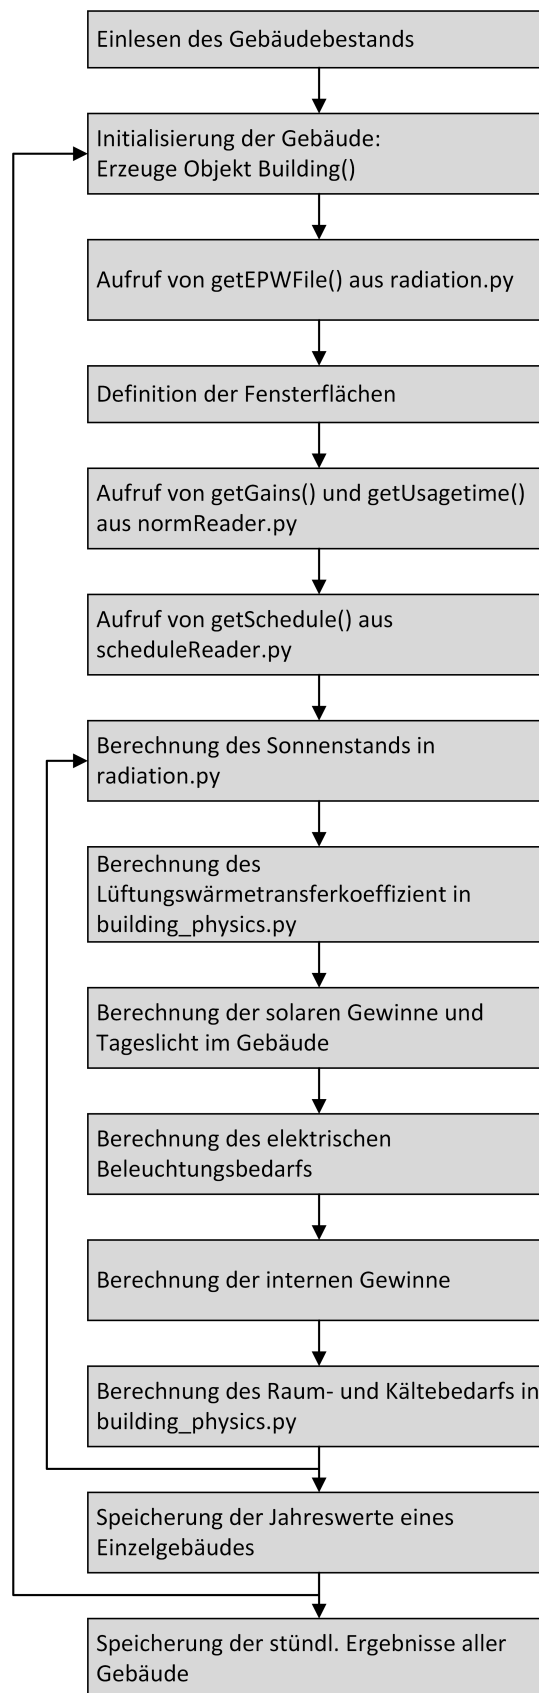 Einlesen des Gebäudebestands
Initialisierung der Gebäude:
Erzeuge Objekt Building()
Aufruf von getEPWFile() aus radiation.py
Definition der Fensterflächen
Aufruf von getGains() und getUsagetime()
aus normReader.py
Aufruf von getSchedule() aus
scheduleReader.py
Berechnung des Sonnenstands in
radiation.py
Berechnung des
Lüftungswärmetransferkoeffizient in
building_physics.py
Berechnung der solaren Gewinne und
Tageslicht im Gebäude
Berechnung des elektrischen
Beleuchtungsbedarfs
Berechnung der internen Gewinne
Berechnung des Raum- und Kältebedarfs in
building_physics.py
Speicherung der Jahreswerte eines
Einzelgebäudes
Speicherung der stündl. Ergebnisse aller
Gebäude